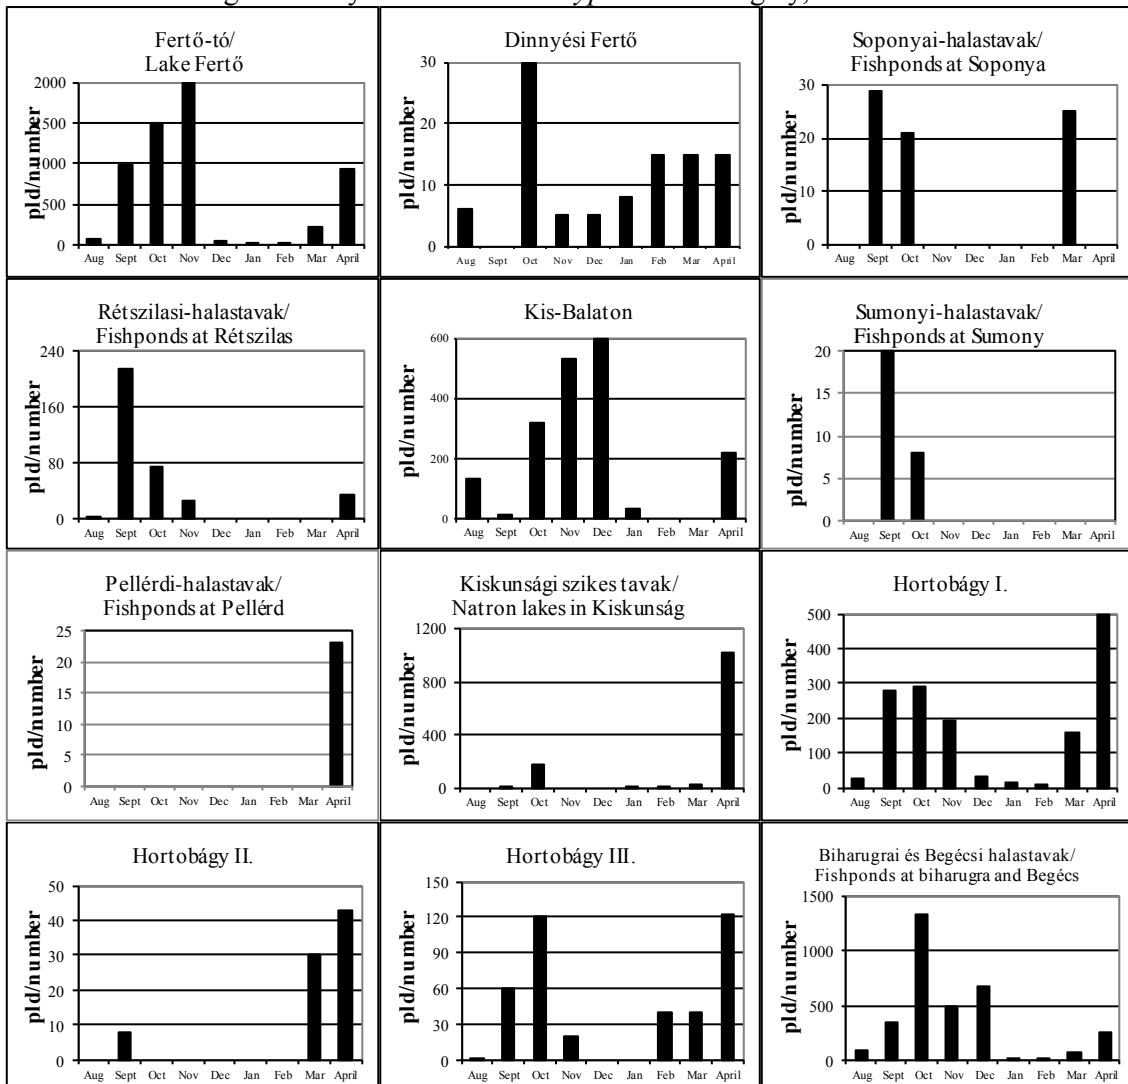 Fertő-tó/
Lake Fertő
pld/number
2000
1500
1000
500
0
Aug Sept Oct Nov Dec Jan Feb Mar April
Dinnyési Fertő
pld/number
30
20
10
0
Aug Sept Oct Nov Dec Jan Feb Mar April
Soponyai-halastavak/
Fishponds at Soponya
pld/number
30
20
10
0
Aug Sept Oct Nov Dec Jan Feb Mar April
Rétszilasi-halastavak/
Fishponds at Rétszilas
pld/number
240
160
80
0
Aug Sept Oct Nov Dec Jan Feb Mar April
Kis-Balaton
pld/number
600
400
200
0
Aug Sept Oct Nov Dec Jan Feb Mar April
Sumonyi-halastavak/
Fishponds at Sumony
pld/number
20
15
10
5
0
Aug Sept Oct Nov Dec Jan Feb Mar April
Pellérdi-halastavak/
Fishponds at Pellérd
pld/number
25
20
15
10
5
0
Aug Sept Oct Nov Dec Jan Feb Mar April
Kiskunsági szikes tavak/
Natron lakes in Kiskunság
pld/number
1200
800
400
0
Aug Sept Oct Nov Dec Jan Feb Mar April
Hortobágy I.
pld/number
500
400
300
200
100
0
Aug Sept Oct Nov Dec Jan Feb Mar April
Hortobágy II.
pld/number
50
40
30
20
10
0
Aug Sept Oct Nov Dec Jan Feb Mar April
Hortobágy III.
pld/number
150
120
90
60
30
0
Aug Sept Oct Nov Dec Jan Feb Mar April
Biharugrai és Begécsi halastavak/
Fishponds at biharugra and Begécs
pld/number
1500
1000
500
0
Aug Sept Oct Nov Dec Jan Feb Mar April